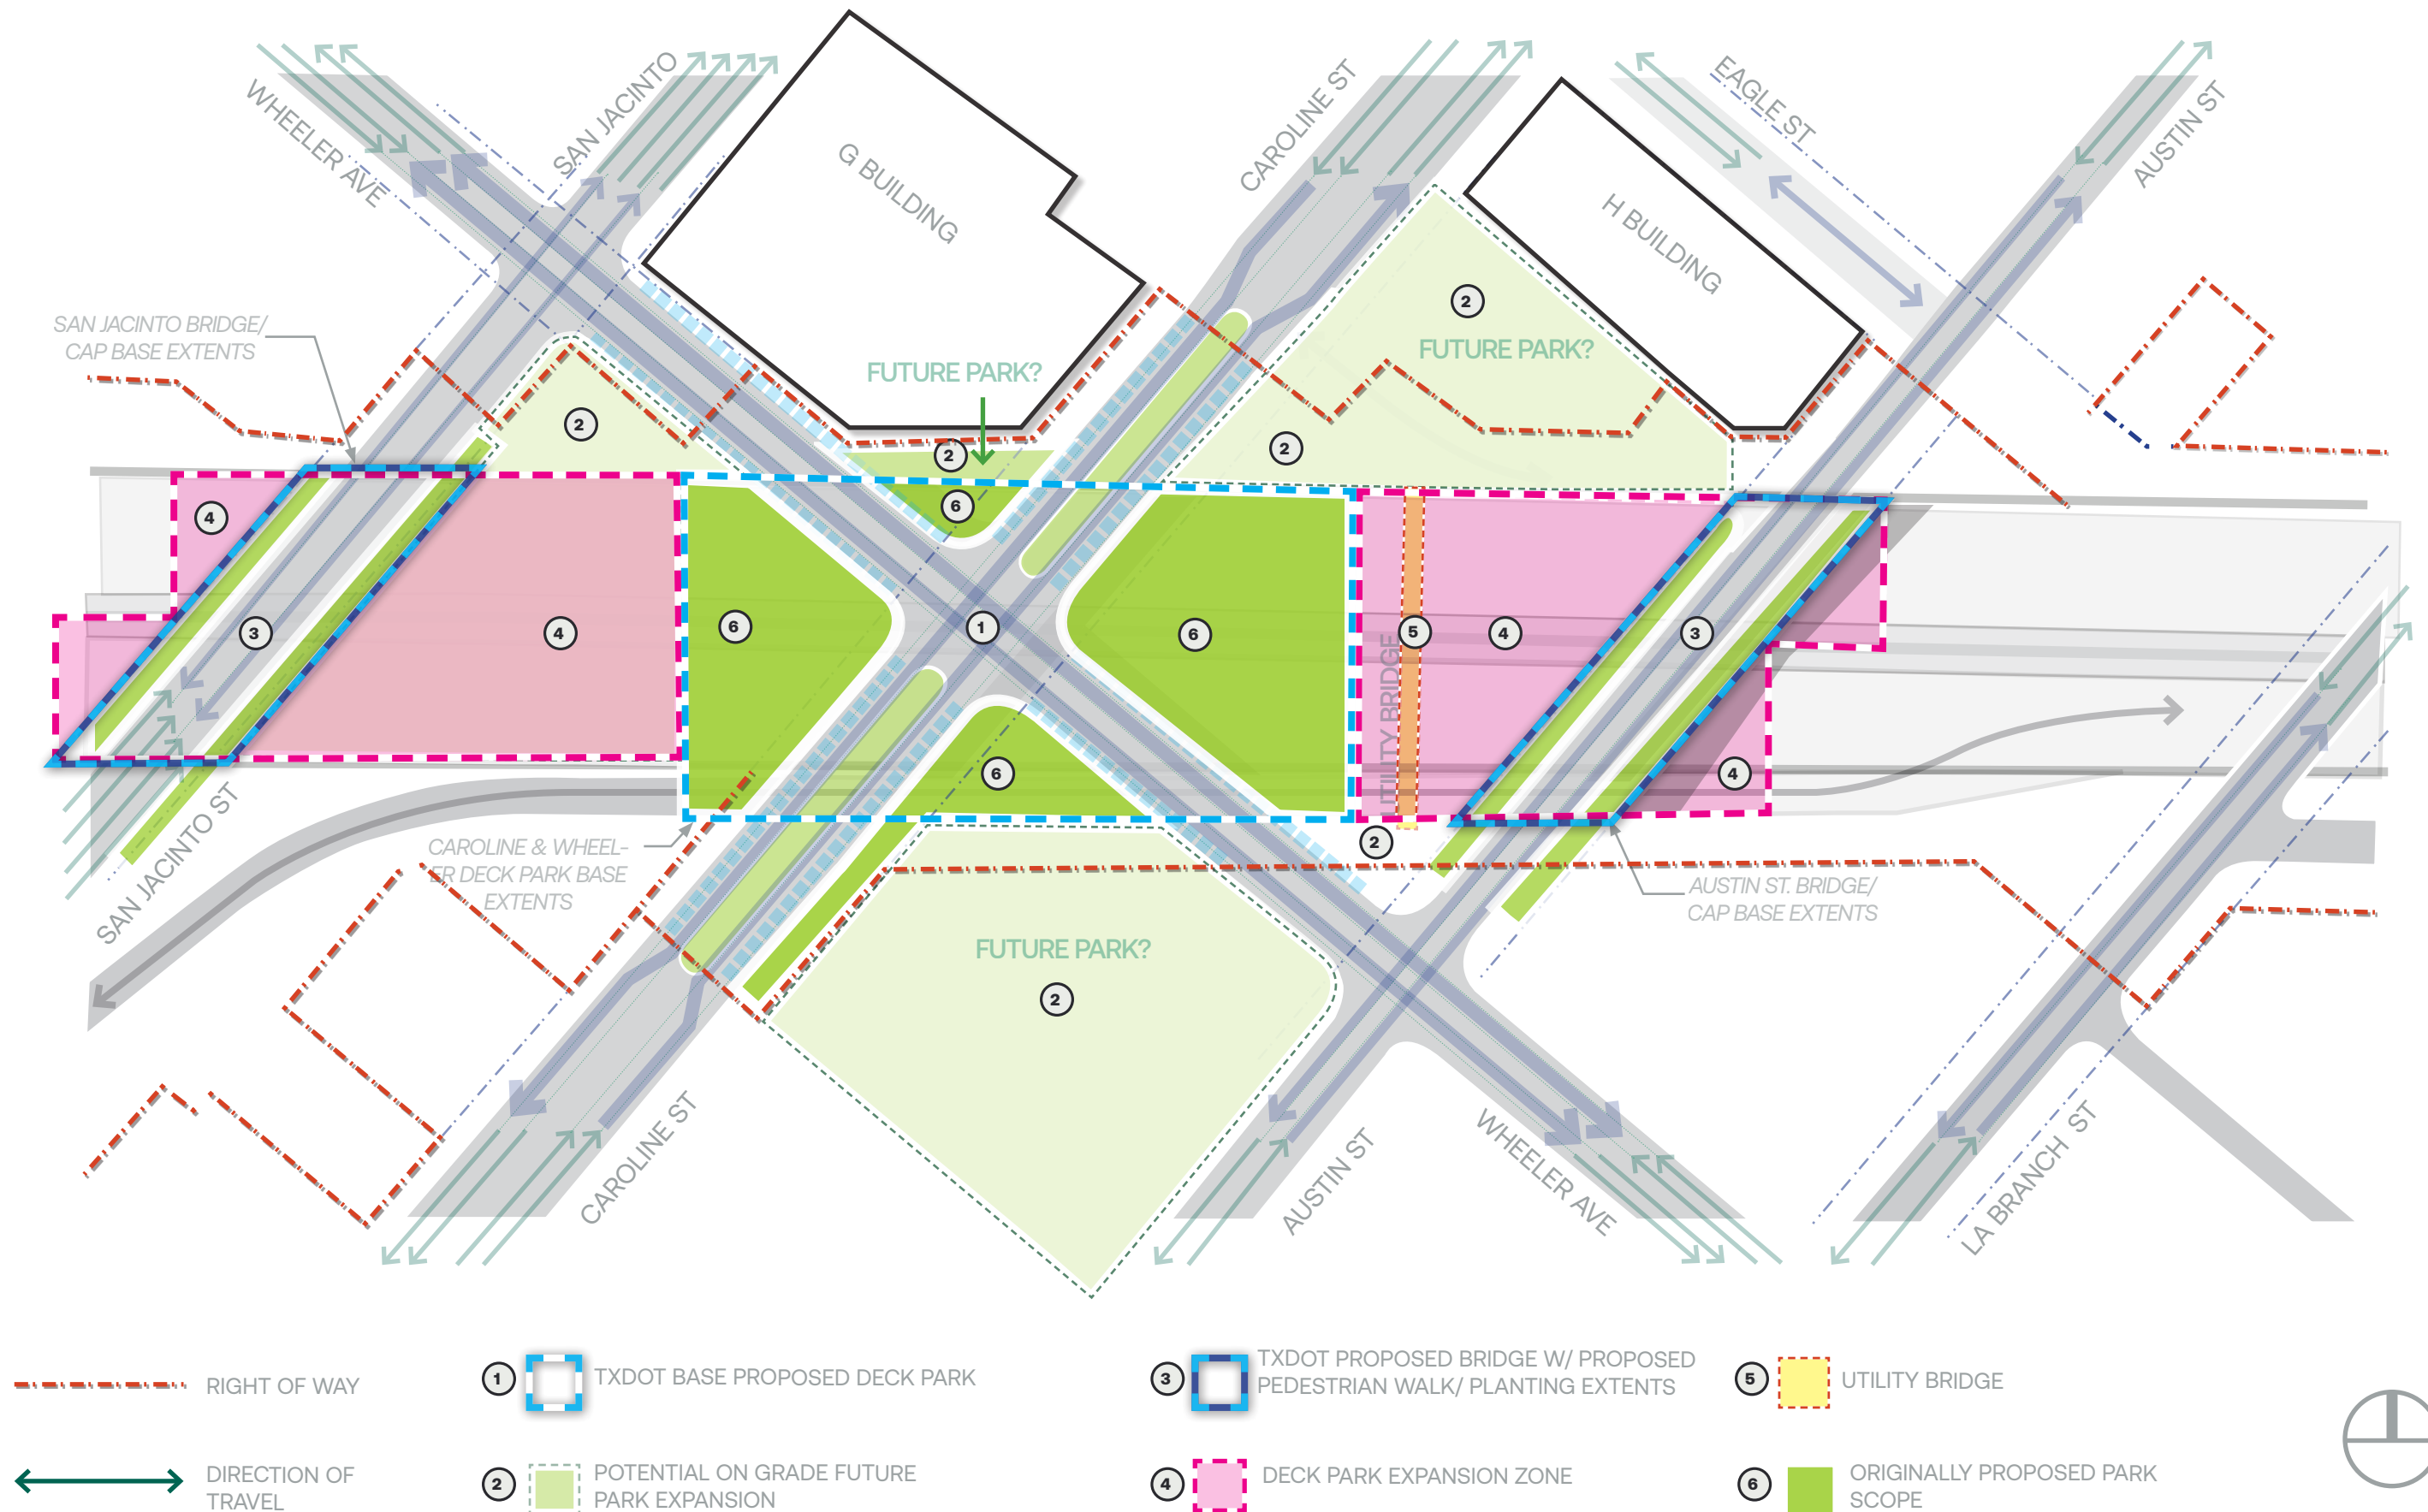 WHEELER AVE
SAN JACINTO
G BUILDING
CAROLINE ST
EAGLE ST
H BUILDING
AUSTIN ST
SAN JACINTO BRIDGE/
CAP BASE EXTENTS
FUTURE PARK?
FUTURE PARK?
2
2
2
2
4
6
3
4
6
1
6
5
4
3
UTILITY BRIDGE
6
4
2
SAN JACINTO ST
CAROLINE & WHEEL-
ER DECK PARK BASE
EXTENTS
AUSTIN ST. BRIDGE/
CAP BASE EXTENTS
FUTURE PARK?
2
CAROLINE ST
AUSTIN ST
WHEELER AVE
LA BRANCH ST
RIGHT OF WAY
1
TXDOT BASE PROPOSED DECK PARK
3
TXDOT PROPOSED BRIDGE W/ PROPOSED
PEDESTRIAN WALK/ PLANTING EXTENTS
5
UTILITY BRIDGE
DIRECTION OF
TRAVEL
2
POTENTIAL ON GRADE FUTURE
PARK EXPANSION
4
DECK PARK EXPANSION ZONE
6
ORIGINALLY PROPOSED PARK
SCOPE